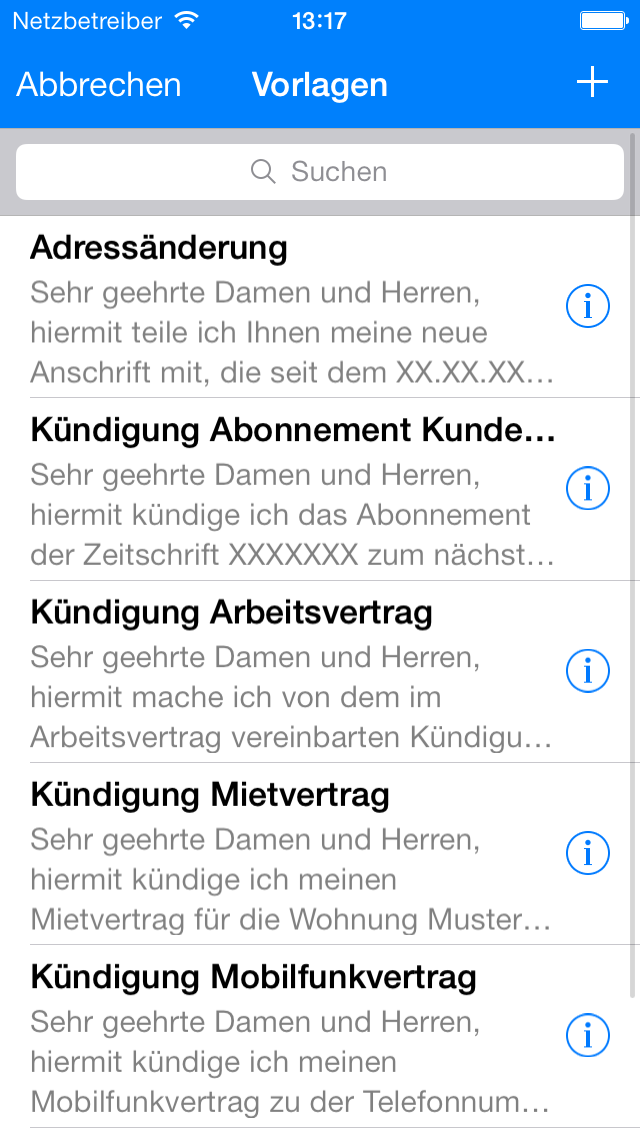 Netzbetreiber 13:17
Abbrechen Vorlagen +
Suchen
Adressänderung
Sehr geehrte Damen und Herren,
hiermit teile ich Ihnen meine neue
Anschrift mit, die seit dem XX.XX.XX...
Kündigung Abonnement Kunde...
Sehr geehrte Damen und Herren,
hiermit kündige ich das Abonnement
der Zeitschrift XXXXXXX zum nächst...
Kündigung Arbeitsvertrag
Sehr geehrte Damen und Herren,
hiermit mache ich von dem im
Arbeitsvertrag vereinbarten Kündigu...
Kündigung Mietvertrag
Sehr geehrte Damen und Herren,
hiermit kündige ich meinen
Mietvertrag für die Wohnung Muster...
Kündigung Mobilfunkvertrag
Sehr geehrte Damen und Herren,
hiermit kündige ich meinen
Mobilfunkvertrag zu der Telefonnum...